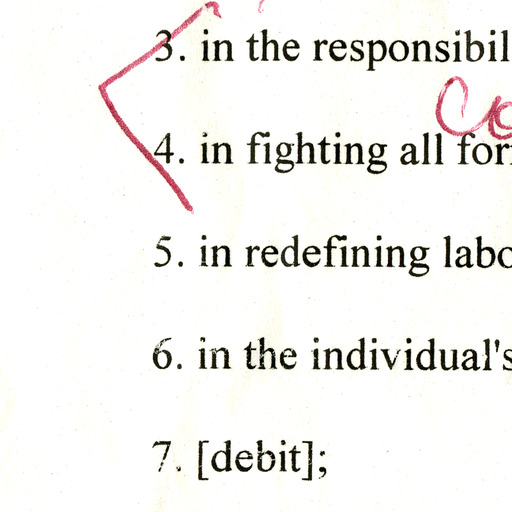 3. in the responsibil
Co
4. in fighting all for
5. in redefining labo
6. in the individual's
7. [debit];